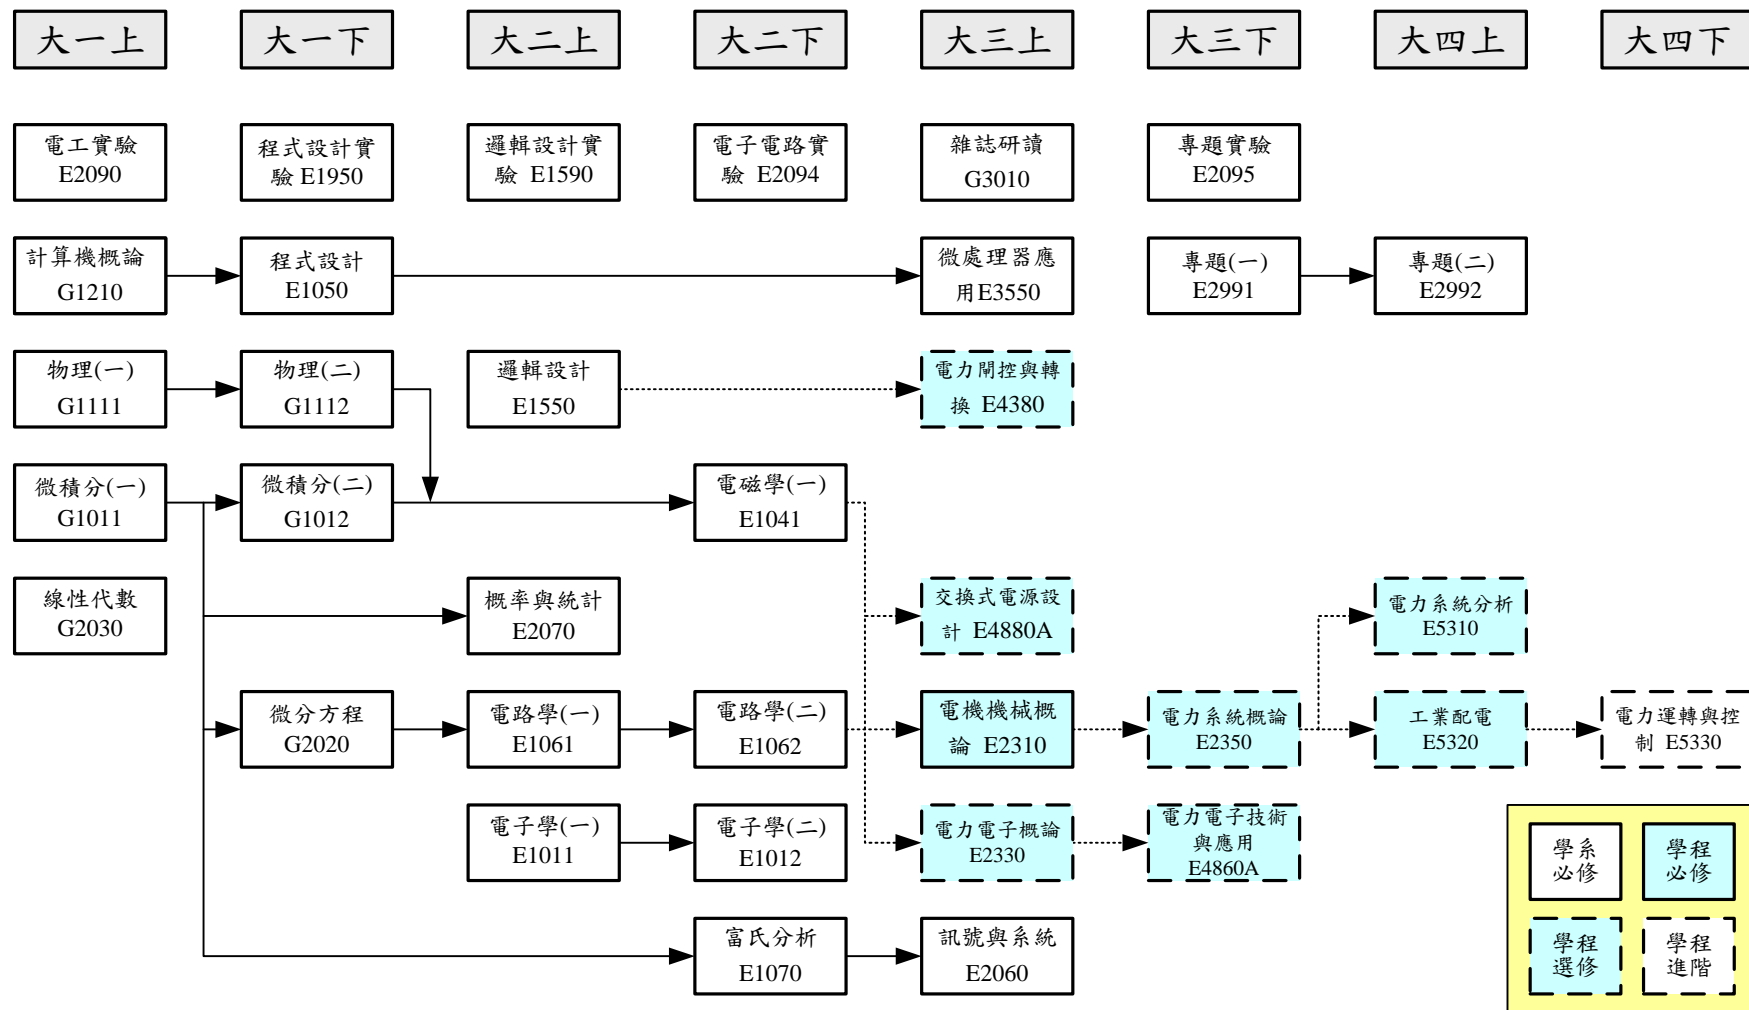 大一上
大一下
大二上
大二下
大三上
大三下
大四上
大四下
電工實驗
E2090
程式設計實
驗 E1950
邏輯設計實
驗 E1590
電子電路實
驗 E2094
雜誌研讀
G3010
專題實驗
E2095
計算機概論
G1210
程式設計
E1050
微處理器應
用E3550
專題(一)
E2991
專題(二)
E2992
物理(一)
G1111
物理(二)
G1112
邏輯設計
E1550
電力閘控與轉
換 E4380
微積分(一)
G1011
微積分(二)
G1012
電磁學(一)
E1041
線性代數
G2030
概率與統計
E2070
交換式電源設
計 E4880A
電力系統分析
E5310
微分方程
G2020
電路學(一)
E1061
電路學(二)
E1062
電機機械概
論 E2310
電力系統概論
E2350
工業配電
E5320
電力運轉與控
制 E5330
電子學(一)
E1011
電子學(二)
E1012
電力電子概論
E2330
電力電子技術
與應用
E4860A
富氏分析
E1070
訊號與系統
E2060
學系
必修
學程
必修
學程
選修
學程
進階